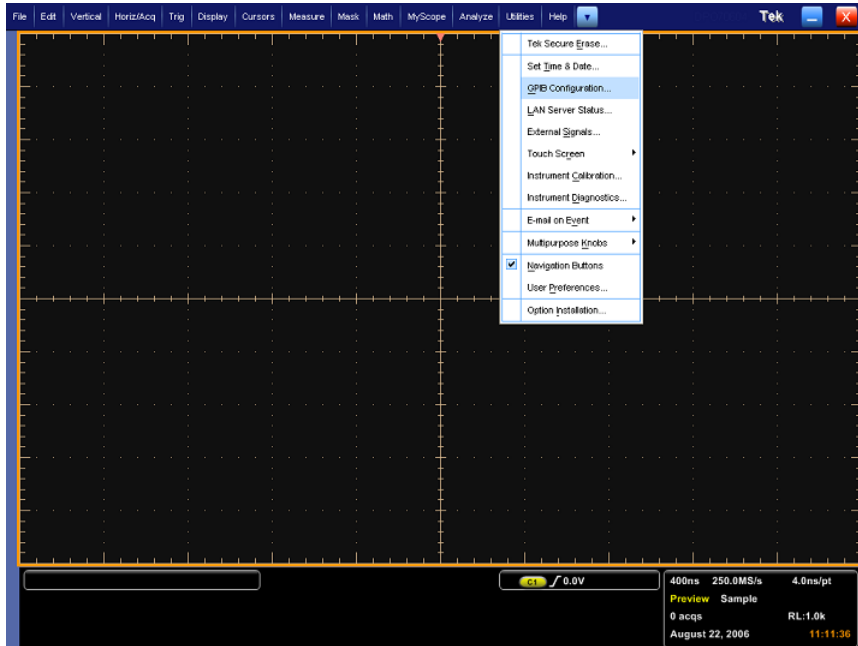 File Edit Vertical Horiz/Acq Trig Display Cursors Measure Mask Math MyScope Analyze Utilities Help Tek
Tek Secure Erase...
Set Time & Date...
GPIB Configuration...
LAN Server Status...
External Signals...
Touch Screen
Instrument Calibration...
Instrument Diagnostics...
E-mail on Event
Multipurpose Knobs
Navigation Buttons
User Preferences...
Option Installation...
C1 0.0V
400ns 250.0MS/s 4.0ns/pt
Preview Sample
0 acqs RL:1.0k
August 22, 2006 11:11:36